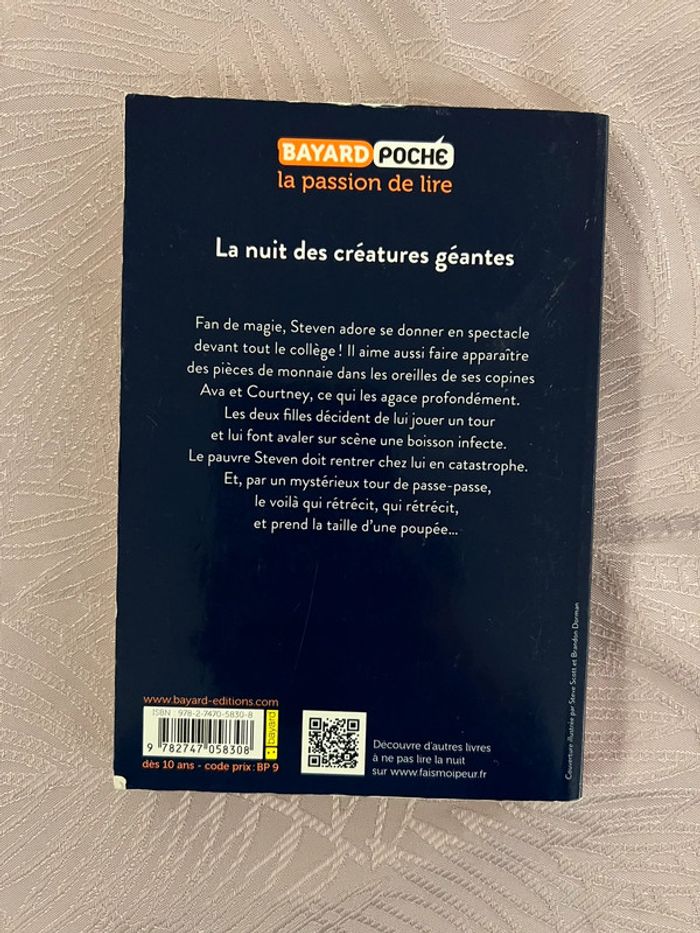 BAYARD POCHE
la passion de lire
La nuit des créatures géantes
Fan de magie, Steven adore se donner en spectacle
devant tout le collège ! Il aime aussi faire apparaître
des pièces de monnaie dans les oreilles de ses copines
Ava et Courtney, ce qui les agace profondément.
Les deux filles décident de lui jouer un tour
et lui font avaler sur scène une boisson infecte.
Le pauvre Steven doit rentrer chez lui en catastrophe.
Et, par un mystérieux tour de passe-passe,
le voilà qui rétrécit, qui rétrécit,
et prend la taille d'une poupée...
www.bayard-editions.com
ISBN 978-2-7470-5830-8
bayard
9 782747 058308
dès 10 ans - code prix : BP 9
Découvre d'autres livres
à ne pas lire la nuit
sur www.faismoipeur.fr
Couverture illustrée par Steve Scott et Brandon Dorman